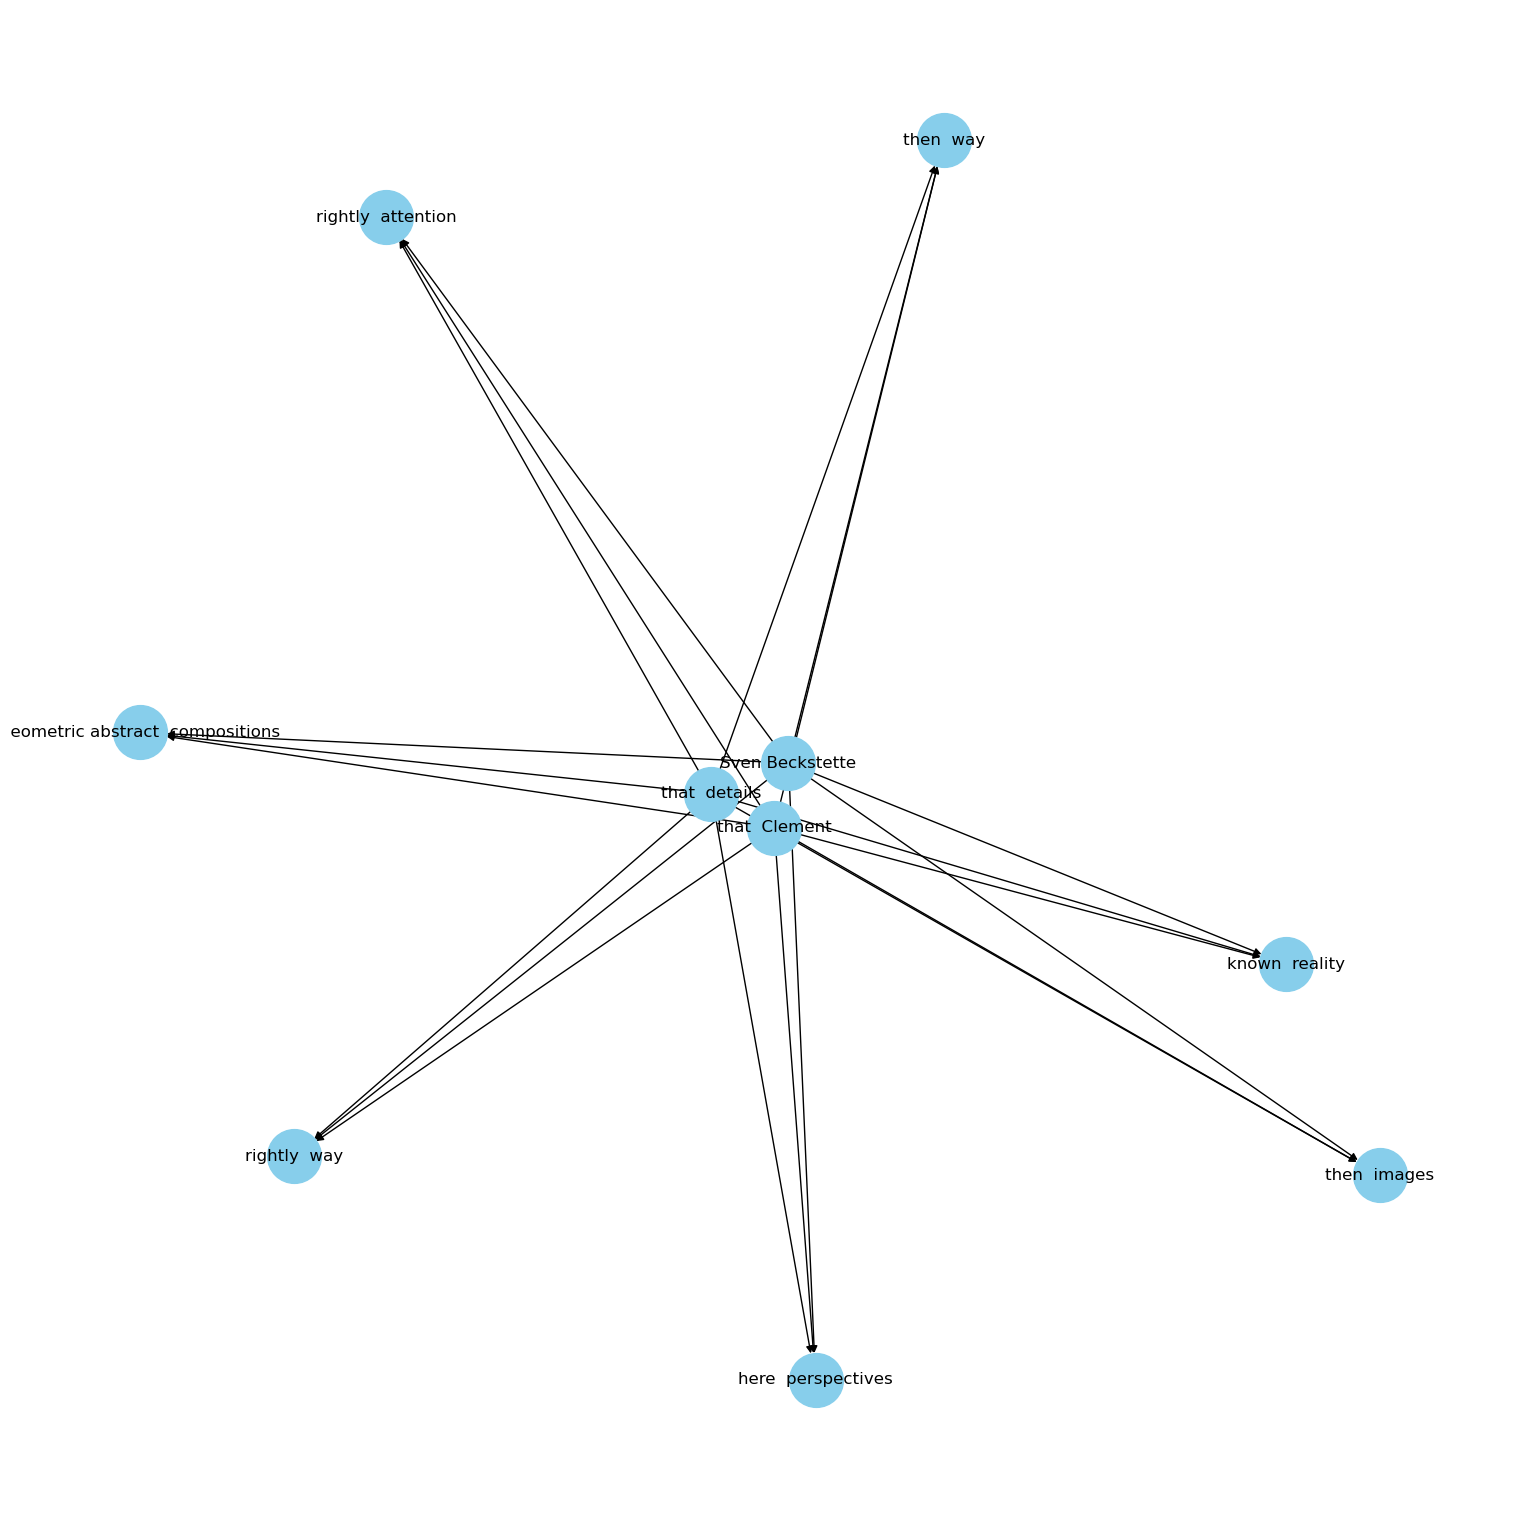 then  way
rightly  attention
eometric abstract  compositions
Sven Beckstette
that  details
that  Clement
known  reality
rightly  way
then  images
here  perspectives